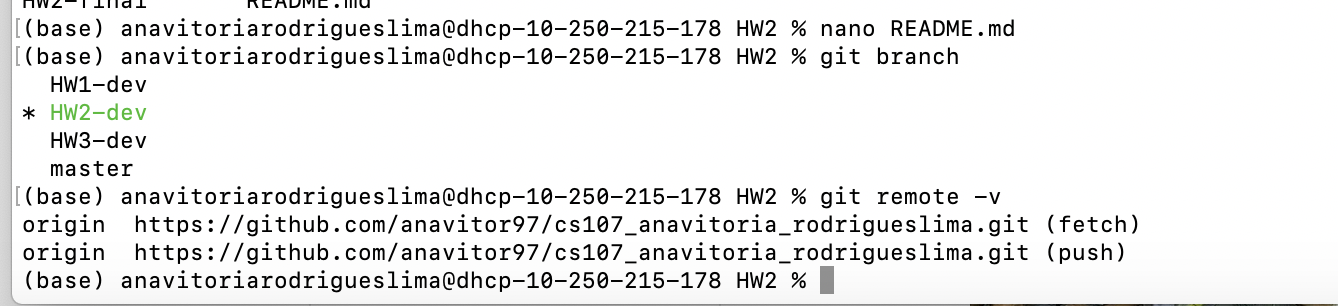 HW2-final README.md
[(base) anavitoriarodrigueslima@dhcp-10-250-215-178 HW2 % nano README.md
[(base) anavitoriarodrigueslima@dhcp-10-250-215-178 HW2 % git branch
HW1-dev
* HW2-dev
HW3-dev
master
[(base) anavitoriarodrigueslima@dhcp-10-250-215-178 HW2 % git remote -v
origin https://github.com/anavitor97/cs107_anavitoria_rodrigueslima.git (fetch)
origin https://github.com/anavitor97/cs107_anavitoria_rodrigueslima.git (push)
(base) anavitoriarodrigueslima@dhcp-10-250-215-178 HW2 %